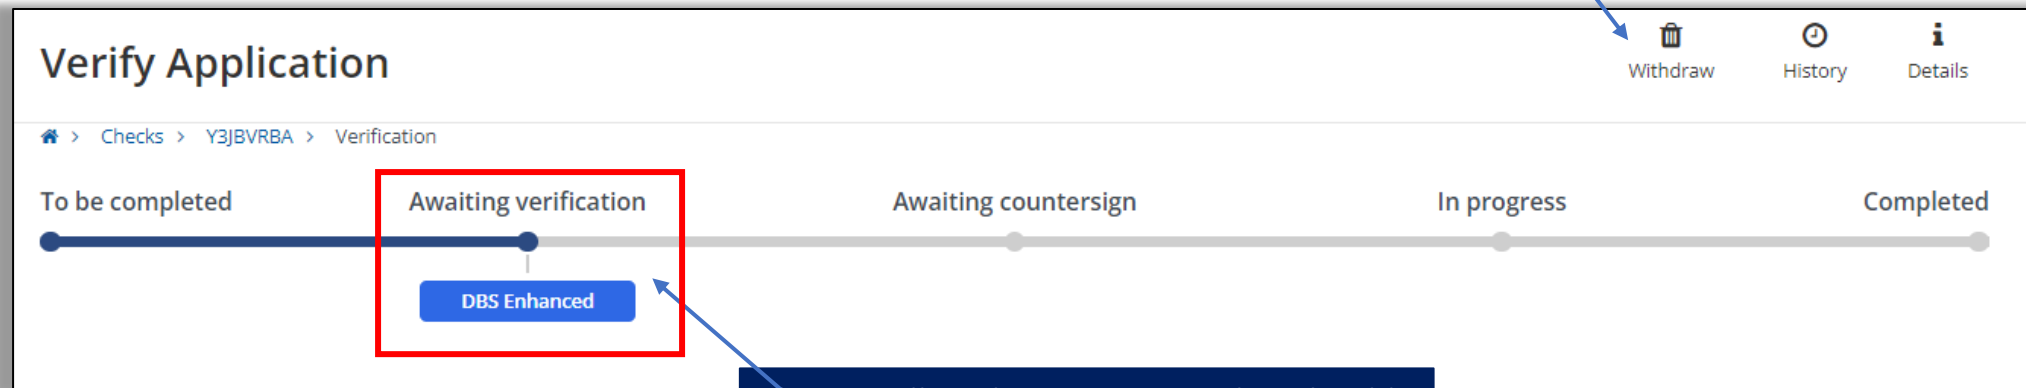 Verify Application
Withdraw
History
Details
> Checks > Y3JBVRBA > Verification
To be completed
Awaiting verification
Awaiting countersign
In progress
Completed
DBS Enhanced